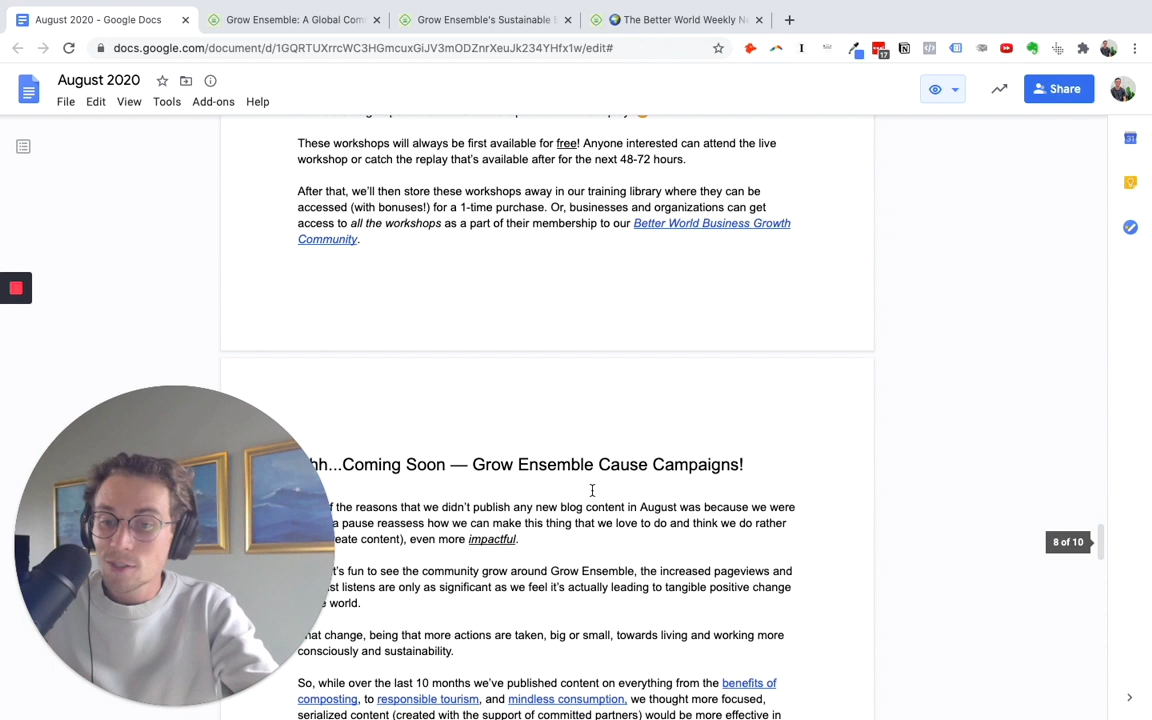 August 2020 - Google Docs
Grow Ensemble: A Global Com
Grow Ensemble's Sustainable
The Better World Weekly N
docs.google.com/document/d/1GQRTUXrrcWC3HGmcuxGiJV3mODZnrXeuJk234YHfx1w/edit#
17
August 2020
File Edit View Tools Add-ons Help
Share
31
These workshops will always be first available for free! Anyone interested can attend the live
workshop or catch the replay that's available after for the next 48-72 hours.
After that, we'll then store these workshops away in our training library where they can be
accessed (with bonuses!) for a 1-time purchase. Or, businesses and organizations can get
access to all the workshops as a part of their membership to our Better World Business Growth
Community.
hh...Coming Soon — Grow Ensemble Cause Campaigns!
f the reasons that we didn't publish any new blog content in August was because we were
a pause reassess how we can make this thing that we love to do and think we do rather
eate content), even more impactful.
t's fun to see the community grow around Grow Ensemble, the increased pageviews and
st listens are only as significant as we feel it's actually leading to tangible positive change
world.
hat change, being that more actions are taken, big or small, towards living and working more
consciously and sustainability.
So, while over the last 10 months we've published content on everything from the benefits of
composting, to responsible tourism, and mindless consumption, we thought more focused,
serialized content (created with the support of committed partners) would be more effective in
8 of 10